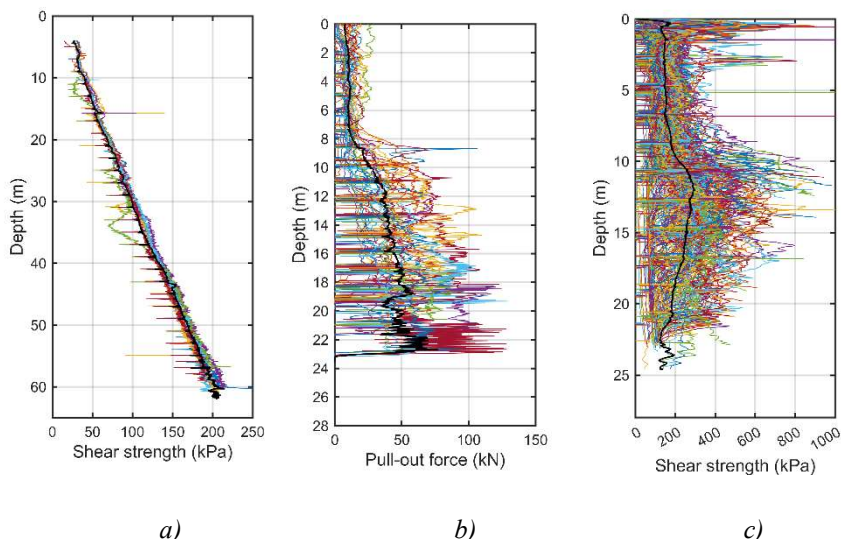 0
10
20
30
40
50
60
0 50 100 150 200 250
Depth (m)
Shear strength (kPa)
0
2
4
6
8
10
12
14
16
18
20
22
24
26
28
0 50 100 150
Depth (m)
Pull-out force (kN)
0
5
10
15
20
25
0 200 400 600 800 1000
Depth (m)
Shear strength (kPa)
a) b) c)